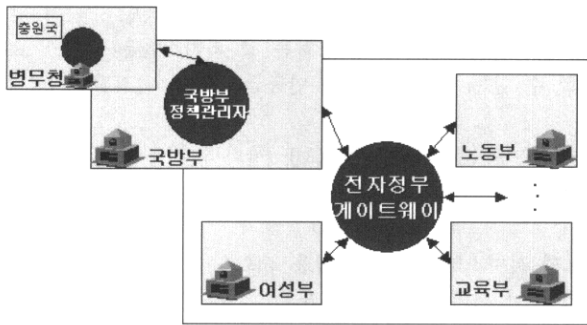 충원국
병무청
국방부
정책관리자
국방부
전자정부
게이트웨이
노동부
여성부
교육부